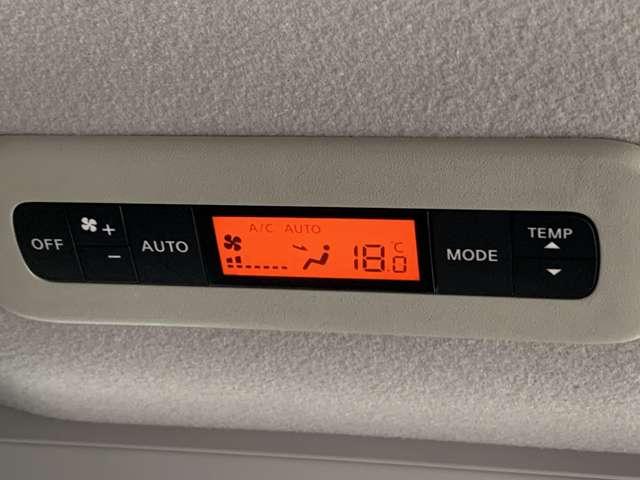 OFF
+
-
AUTO
A/C AUTO
18.0 °C
MODE
TEMP